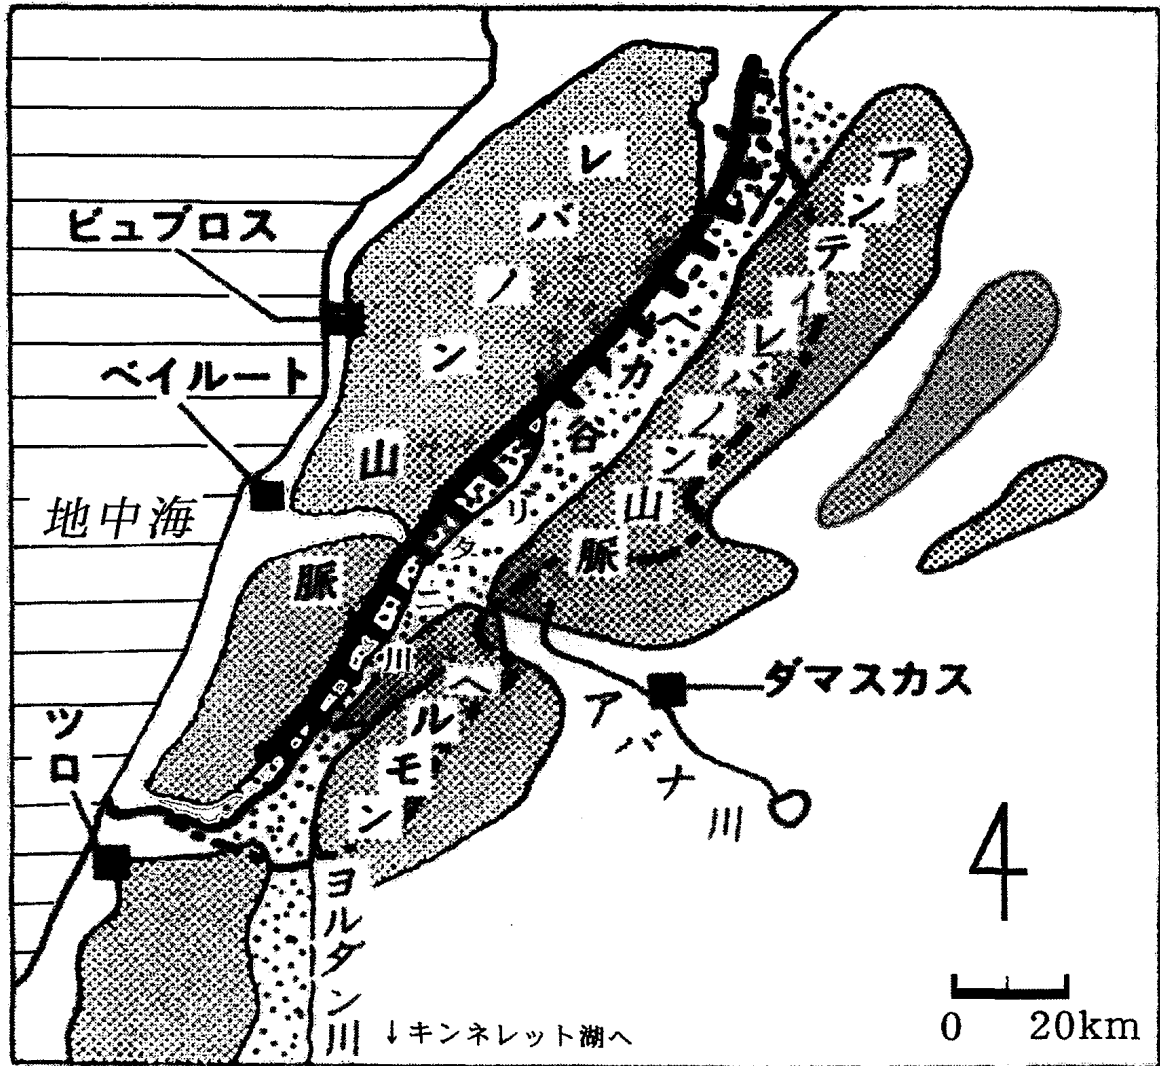 レバノン山脈
アンティレバノン山脈
ビュブロス
ベイルート
ベカ谷
地中海
リタニ川
ツロ
ヘルモン
ダマスカス
アバナ川
ヨルダン川
↓キンネレット湖へ
0 20km